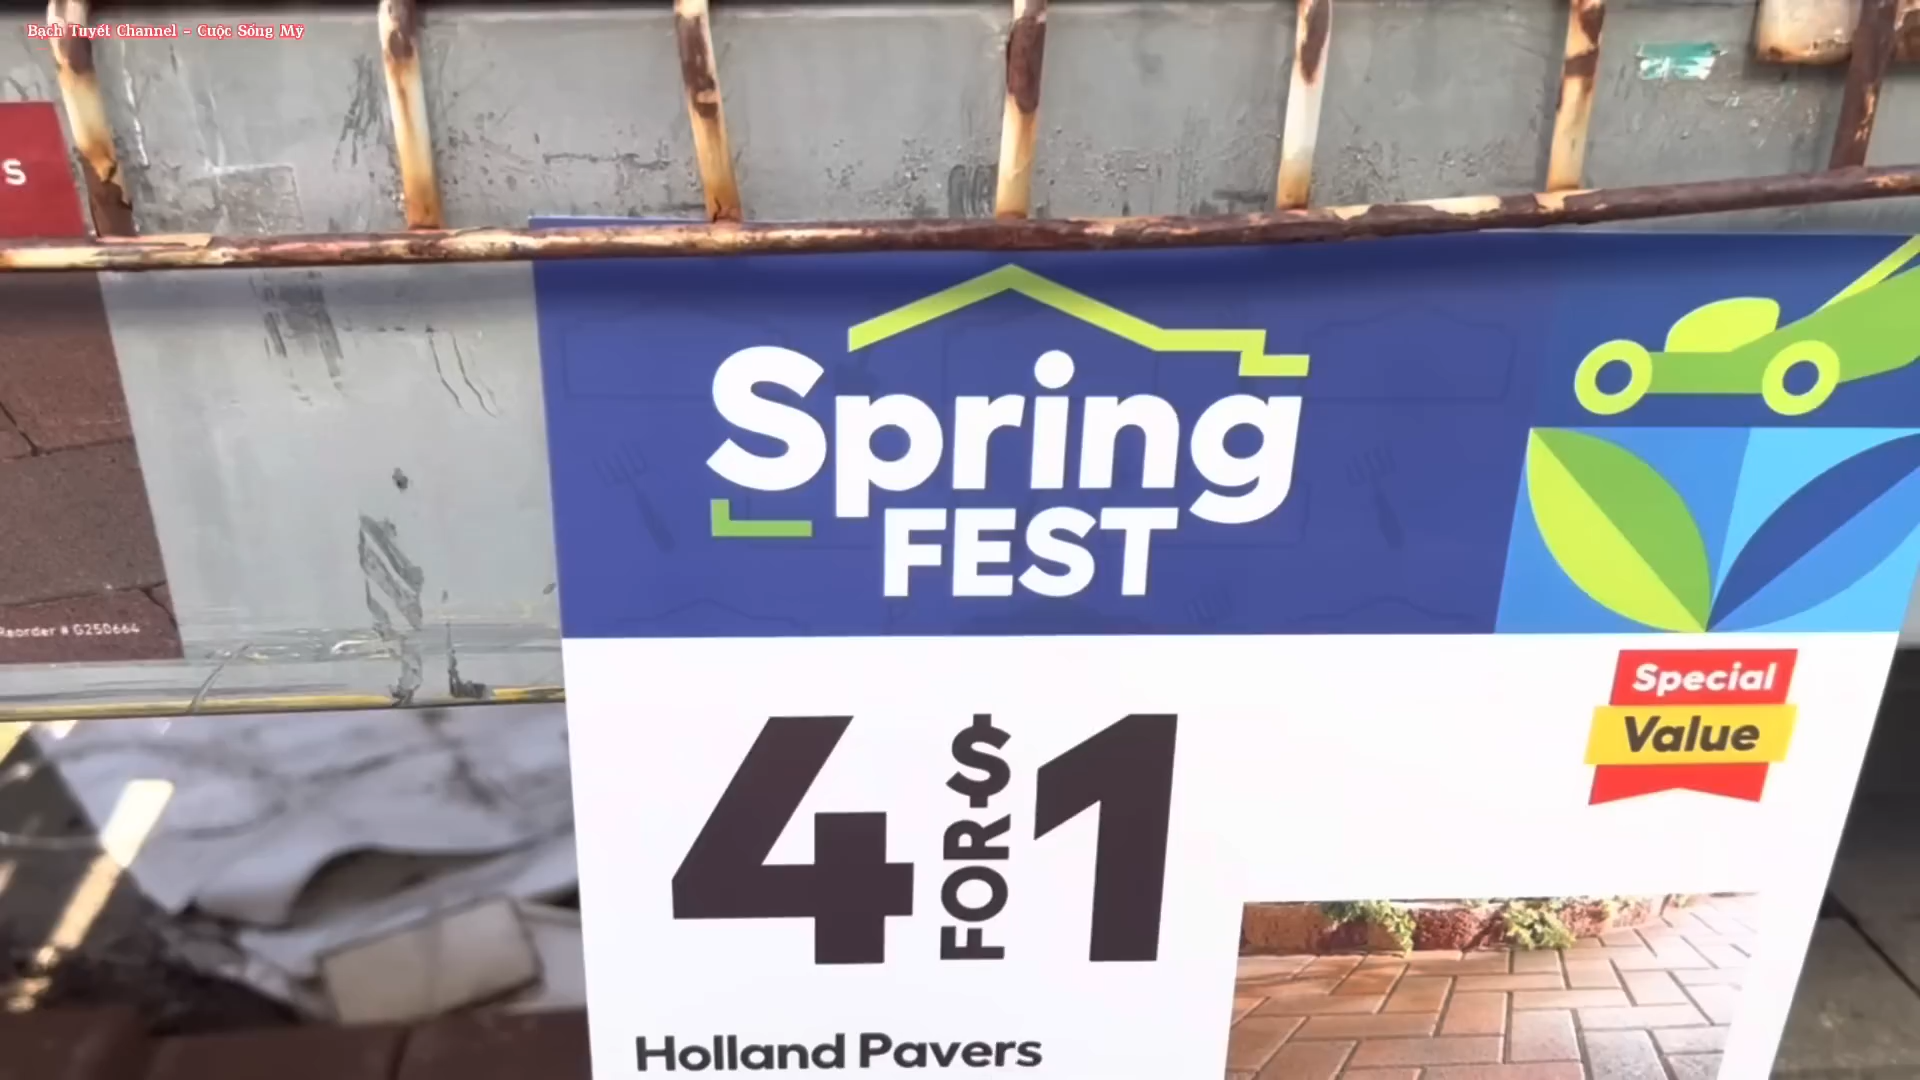 Bạch Tuyết Channel - Cuộc Sống Mỹ
S
Reorder # G250664
Spring
FEST
Special
Value
4 FOR $1
Holland Pavers